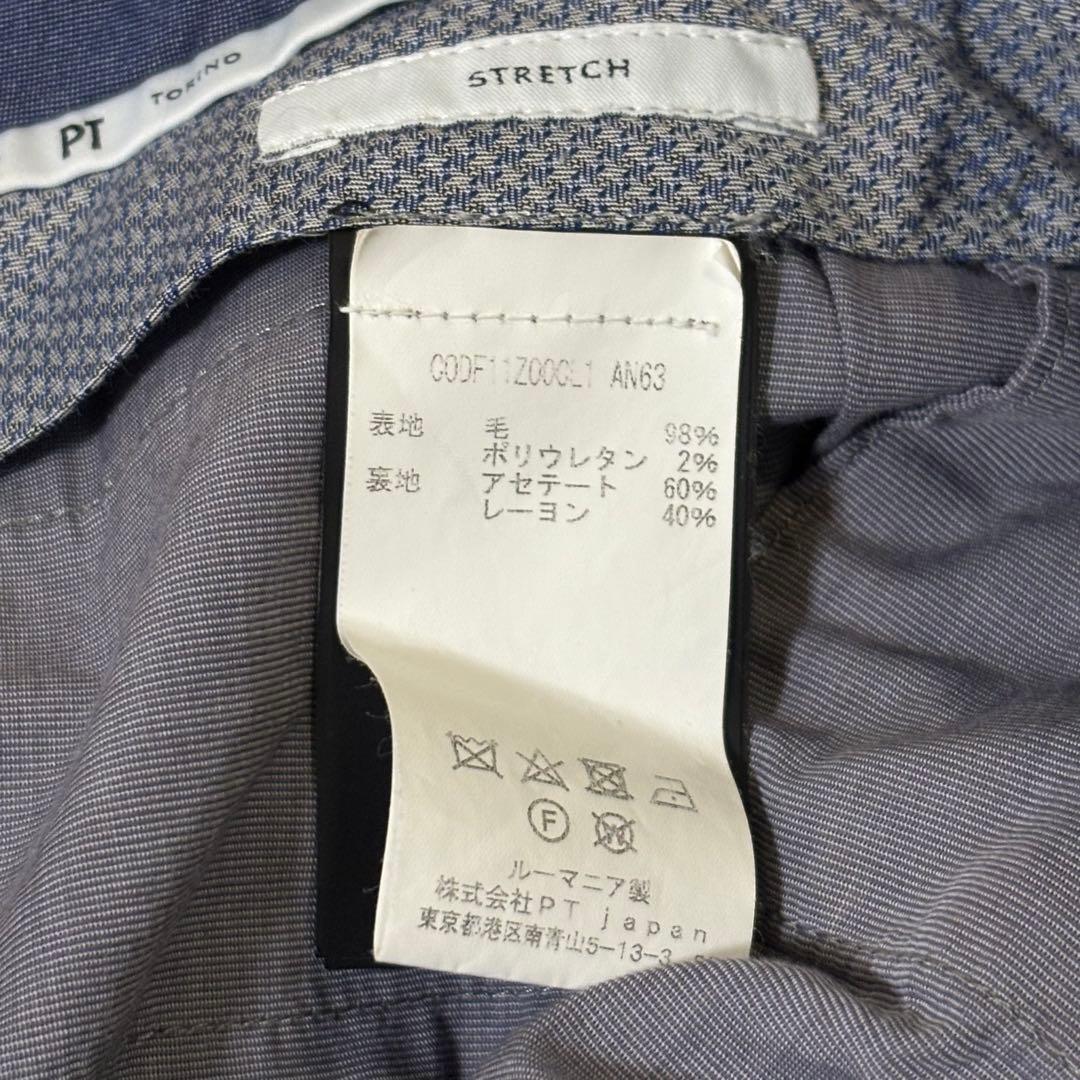 PT TORINO
STRETCH
CODF11Z00CL1 AN63
表地 毛 98%
ポリウレタン 2%
裏地 アセテート 60%
レーヨン 40%
F
W
ルーマニア製
株式会社PT japan
東京都港区南青山5-13-3